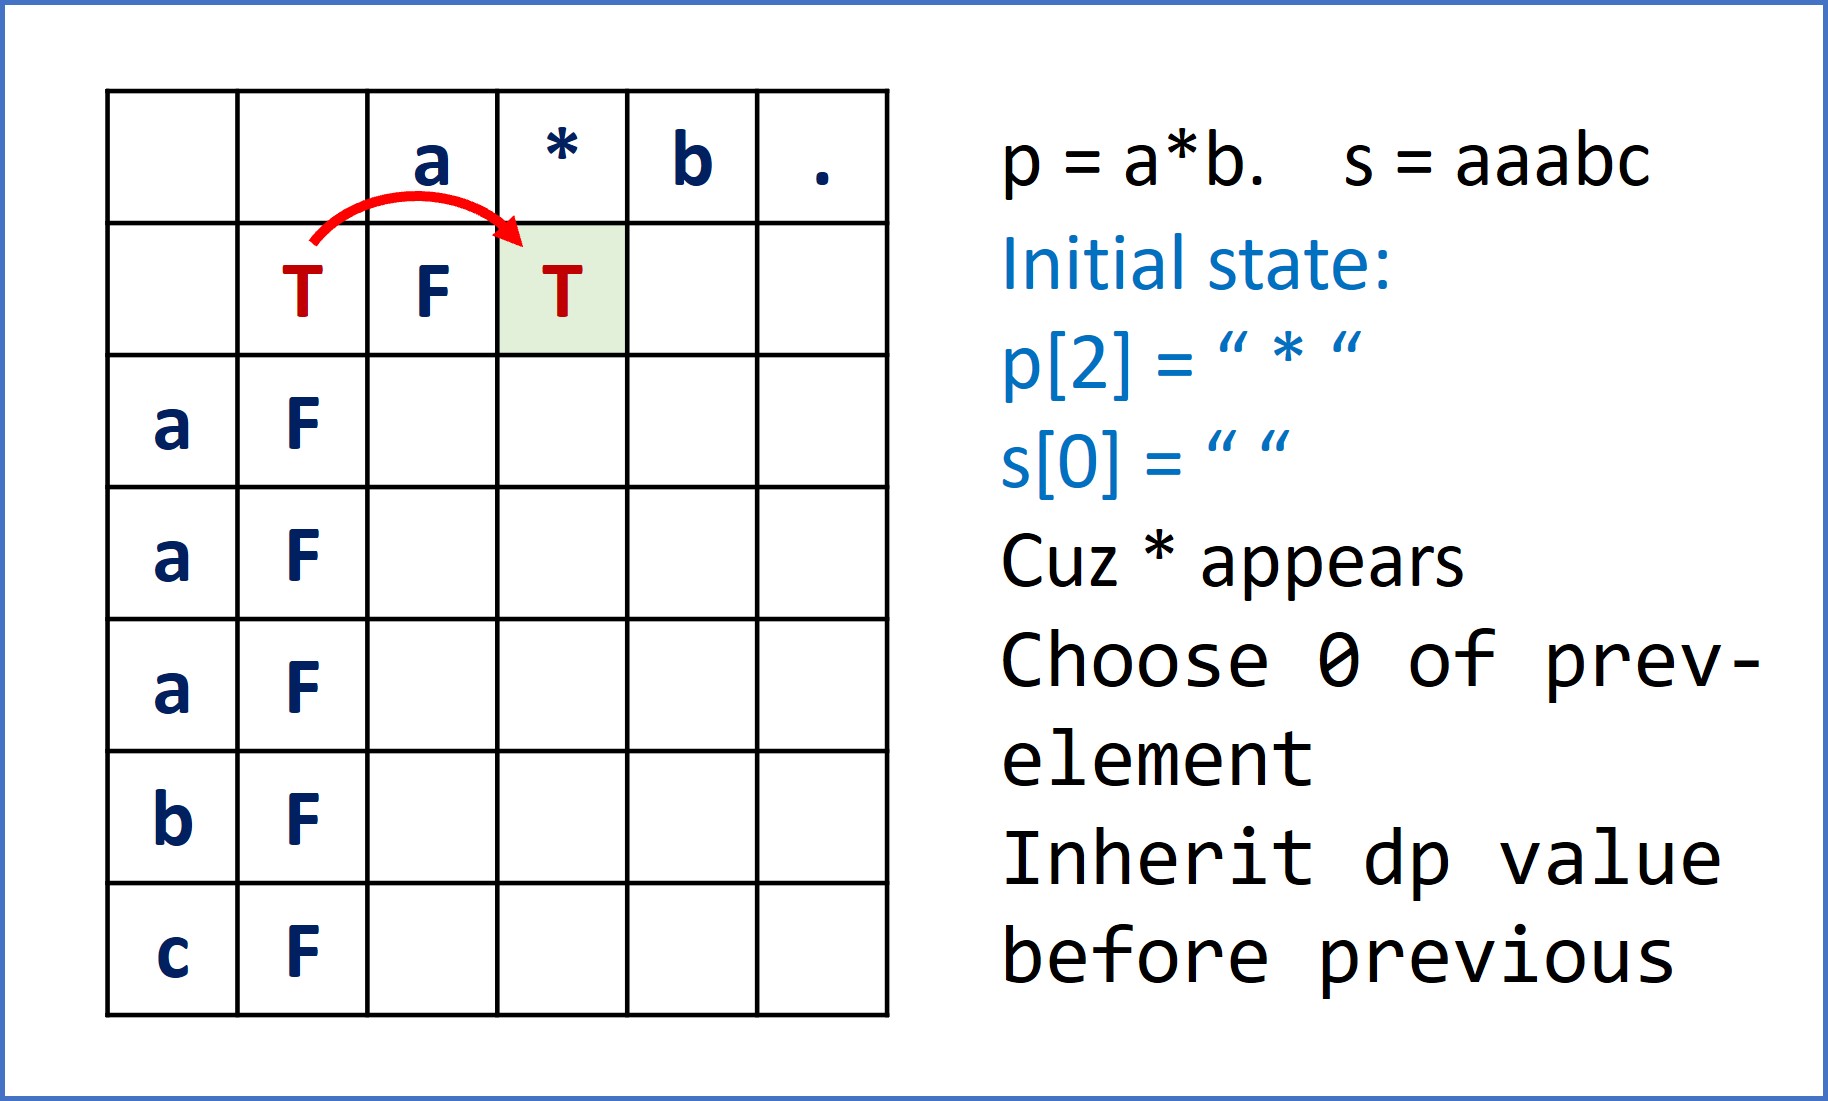 a * b .
T F T
a F
a F
a F
b F
c F
p = a*b. s = aaabc
Initial state:
p[2] = “ * “
s[0] = “ “
Cuz * appears
Choose 0 of prev-
element
Inherit dp value
before previous